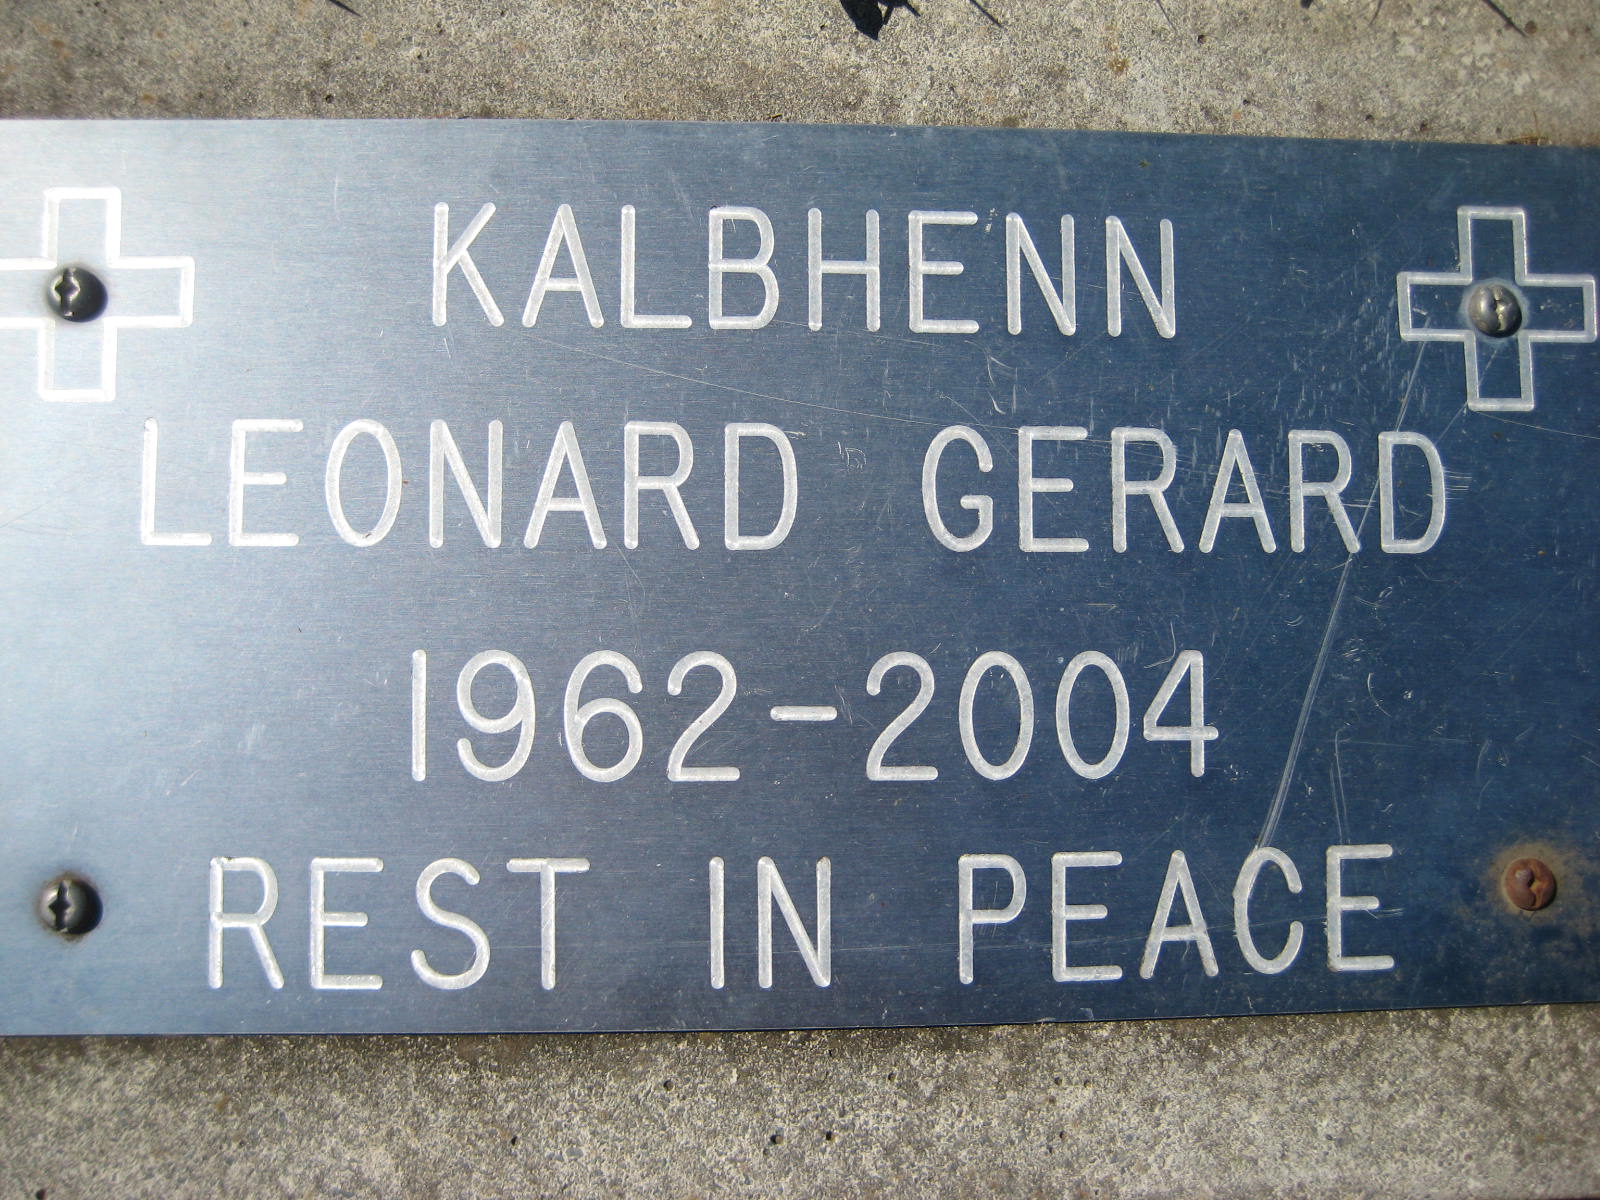 KALBHENN
LEONARD GERARD
1962-2004
REST IN PEACE